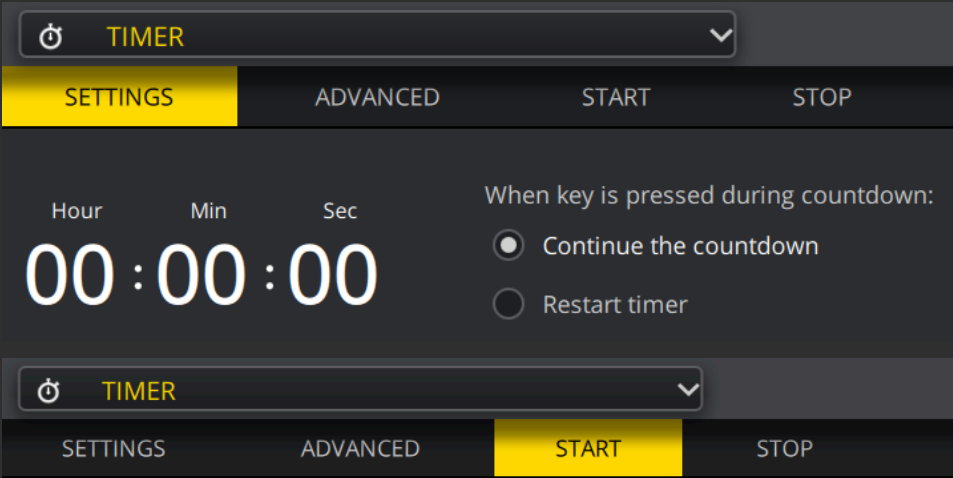 TIMER
SETTINGS ADVANCED START STOP
When key is pressed during countdown:
Hour Min Sec
Continue the countdown
00 : 00 : 00
Restart timer
TIMER
SETTINGS ADVANCED START STOP